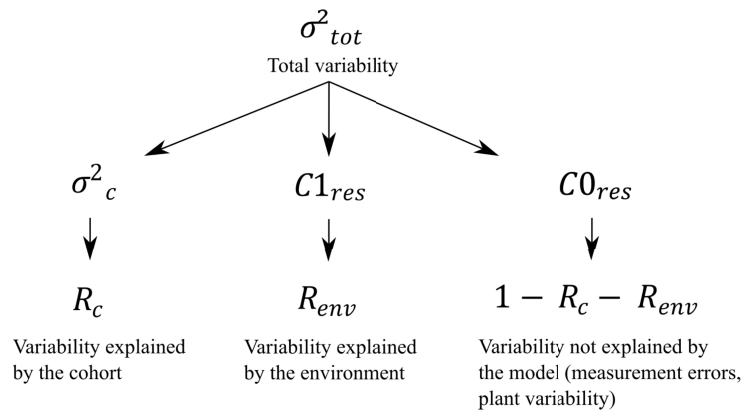 σ²tot
Total variability
σ²c
C1res
C0res
Rc
Renv
1 − Rc − Renv
Variability explained
by the cohort
Variability explained
by the environment
Variability not explained by
the model (measurement errors,
plant variability)